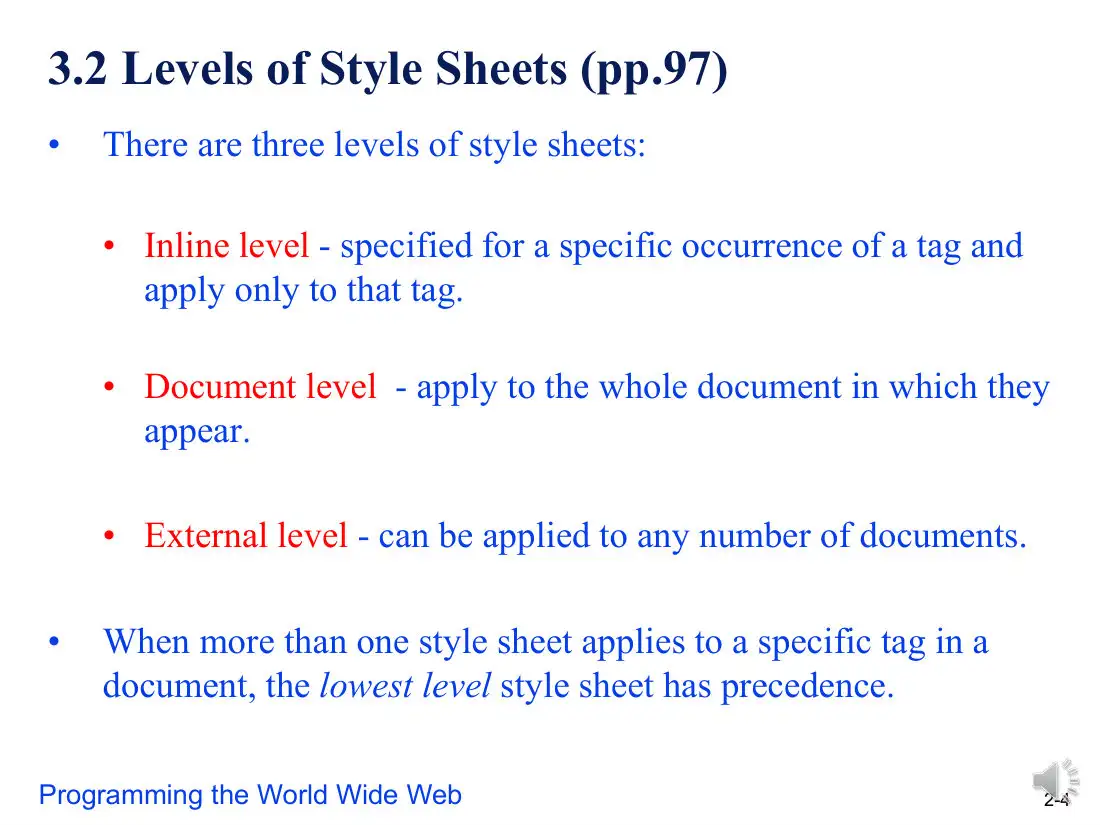 3.2 Levels of Style Sheets (pp.97)
• There are three levels of style sheets:
• Inline level - specified for a specific occurrence of a tag and
apply only to that tag.
• Document level  - apply to the whole document in which they
appear.
• External level - can be applied to any number of documents.
• When more than one style sheet applies to a specific tag in a
document, the lowest level style sheet has precedence.
Programming the World Wide Web
2-4